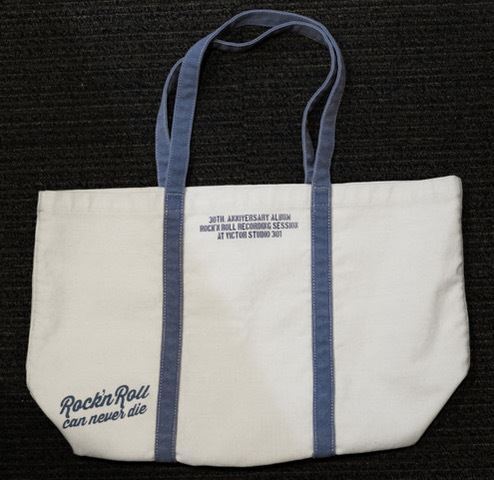 30TH ANNIVERSARY ALBUM
ROCK'N ROLL RECORDING SESSION
AT VICTOR STUDIO 301
Rock'n Roll
can never die